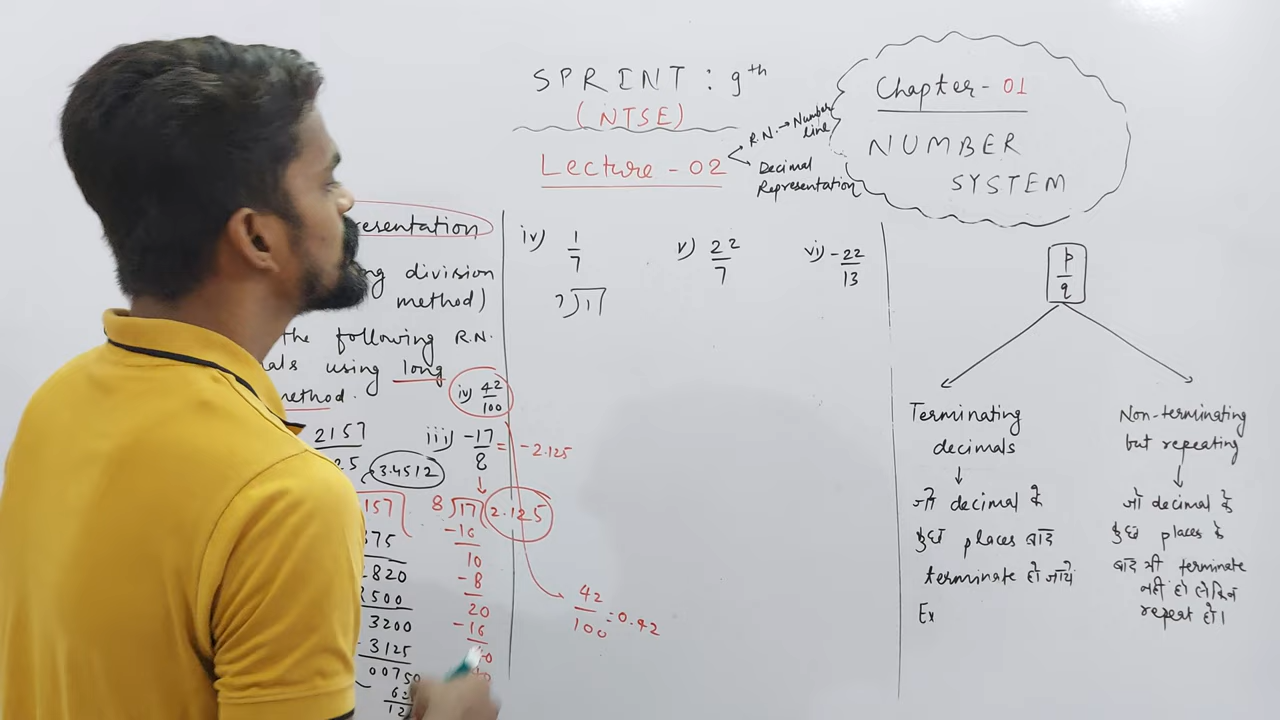 SPRINT : 9th
(NTSE)
Lecture - 02
R.N. → Number line
Decimal Representation
Chapter - 01
NUMBER
SYSTEM
division
method)
the following R.N.
using long
iv) 42/100
2157
3.4512
iii) -17/8 = -2.125
8)17(2.125
-16
10
-8
20
-16
820
500
3200
3125
0075
42/100 = 0.42
iv) 1/7
v) 22/7
vi) -22/13
7)1
p/q
Terminating
decimals
जो decimal के
कुछ places बाद
terminate हो जाये
Ex
Non-terminating
but repeating
जो decimal के
कुछ places के
बाद भी terminate
नहीं हो लेकिन
repeat हो।